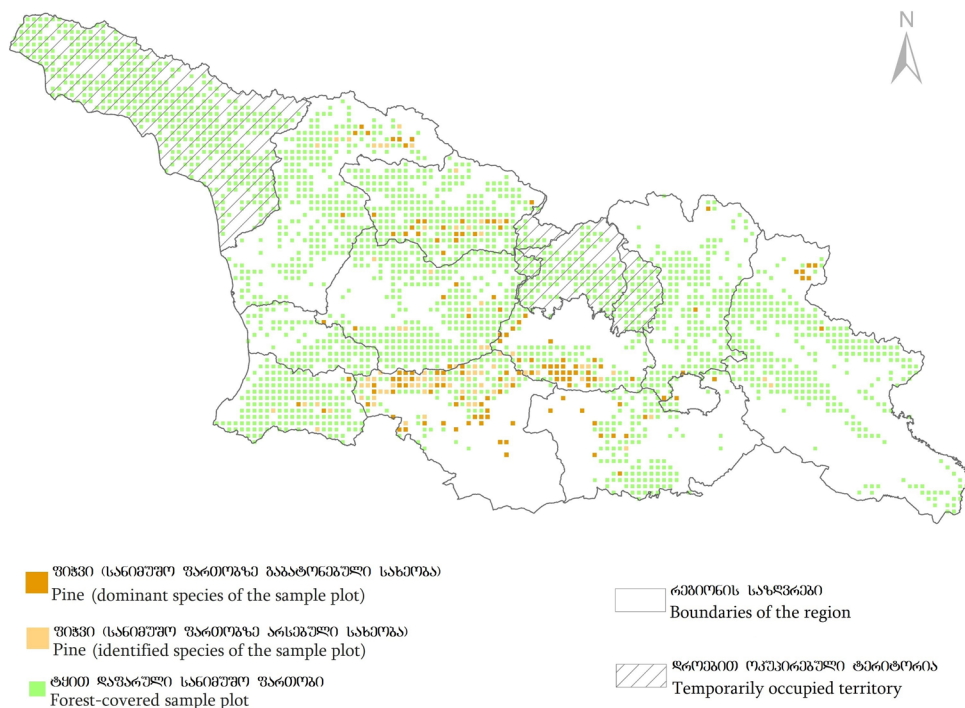 N
ფიჭვი (სანიმუშო ფართობზე გაბატონებული სახეობა)
Pine (dominant species of the sample plot)
ფიჭვი (სანიმუშო ფართობზე არსებული სახეობა)
Pine (identified species of the sample plot)
ტყით დაფარული სანიმუშო ფართობი
Forest-covered sample plot
რეგიონის საზღვრები
Boundaries of the region
დროებით ოკუპირებული ტერიტორია
Temporarily occupied territory